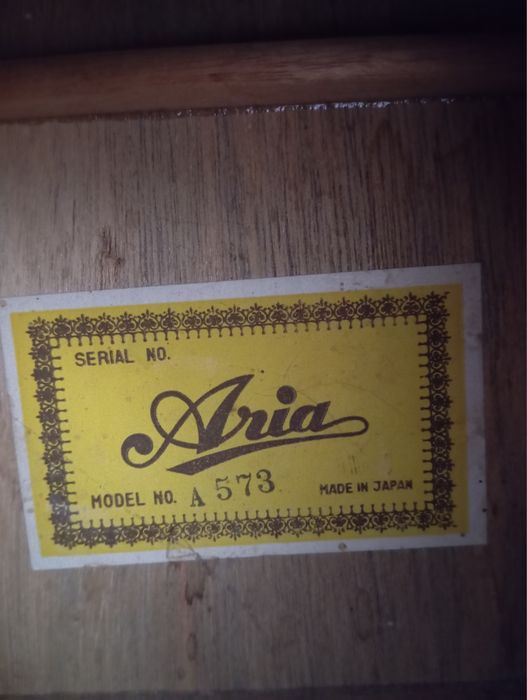 SERIAL NO.
Aria
MODEL NO. A 573 MADE IN JAPAN